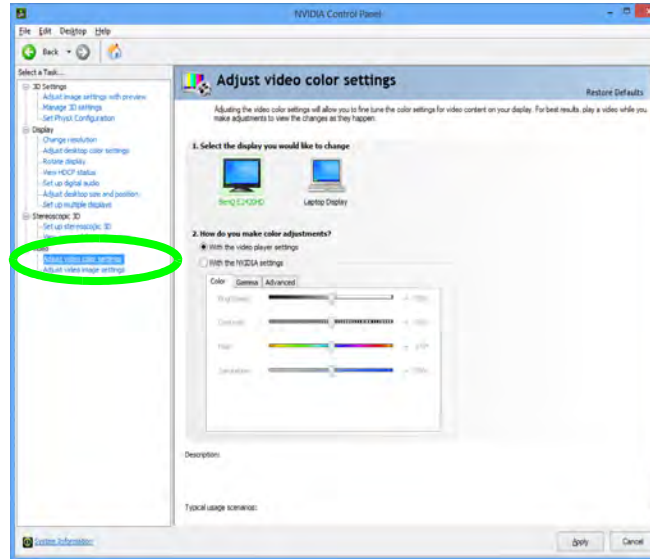 NVIDIA Control Panel
File Edit Desktop Help
Back
Select a Task...
3D Settings
Adjust image settings with preview
Manage 3D settings
Set PhysX Configuration
Display
Change resolution
Adjust desktop color settings
Rotate display
View HDCP status
Set up digital audio
Adjust desktop size and position
Set up multiple displays
Stereoscopic 3D
Set up stereoscopic 3D
Adjust video color settings
Adjust video image settings
System Information
Adjust video color settings
Restore Defaults
Adjusting the video color settings will allow you to fine tune the color settings for video content on your display. For best results, play a video while you
make adjustments to view the changes as they happen.
1. Select the display you would like to change
BenQ E2420HD
Laptop Display
2. How do you make color adjustments?
With the video player settings
With the NVIDIA settings
Color Gamma Advanced
Brightness
Contrast
Hue
Saturation
Description:
Typical usage scenarios:
Apply Cancel